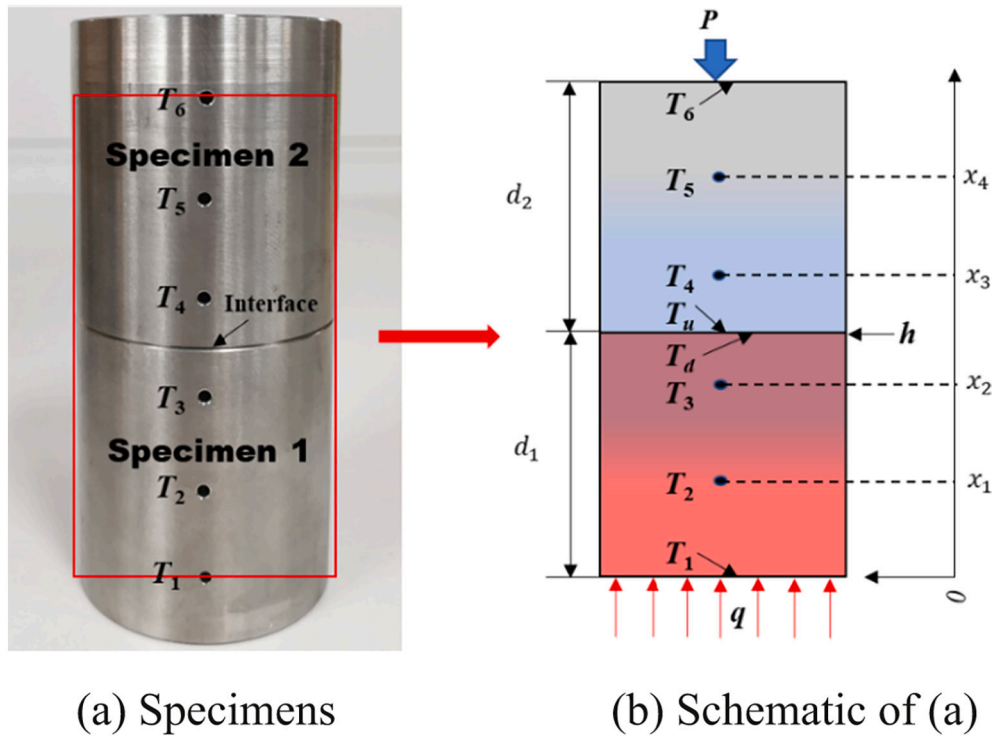 T6
Specimen 2
T5
T4
Interface
T3
Specimen 1
T2
T1
P
T6
d2
T5
x4
T4
x3
Tu
h
Td
T3
x2
d1
T2
x1
T1
0
q
(a) Specimens
(b) Schematic of (a)